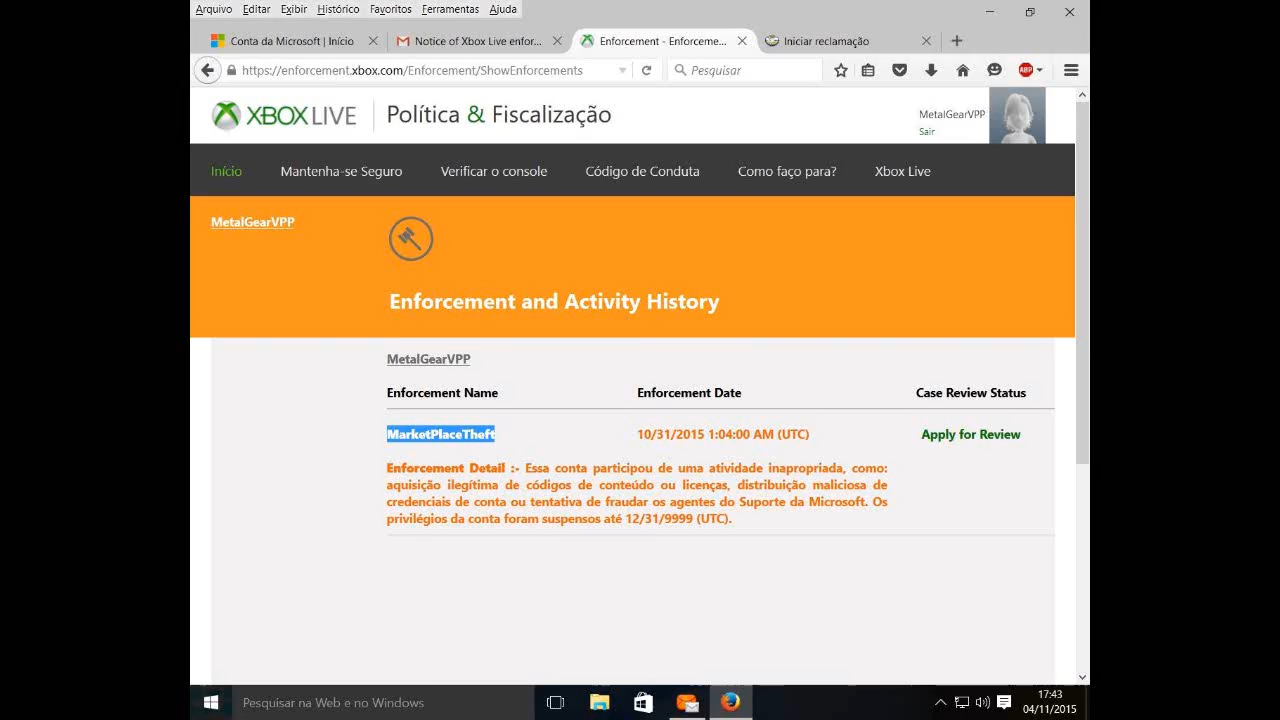 Arquivo Editar Exibir Histórico Favoritos Ferramentas Ajuda
Conta da Microsoft | Início
Notice of Xbox Live enfor...
Enforcement - Enforceme...
Iniciar reclamação
https://enforcement.xbox.com/Enforcement/ShowEnforcements
Pesquisar
ABP
XBOX LIVE
Política & Fiscalização
MetalGearVPP
Sair
Início
Mantenha-se Seguro
Verificar o console
Código de Conduta
Como faço para?
Xbox Live
MetalGearVPP
Enforcement and Activity History
MetalGearVPP
Enforcement Name Enforcement Date Case Review Status
MarketPlaceTheft 10/31/2015 1:04:00 AM (UTC) Apply for Review
Enforcement Detail :- Essa conta participou de uma atividade inapropriada, como:
aquisição ilegítima de códigos de conteúdo ou licenças, distribuição maliciosa de
credenciais de conta ou tentativa de fraudar os agentes do Suporte da Microsoft. Os
privilégios da conta foram suspensos até 12/31/9999 (UTC).
Pesquisar na Web e no Windows
17:43
04/11/2015